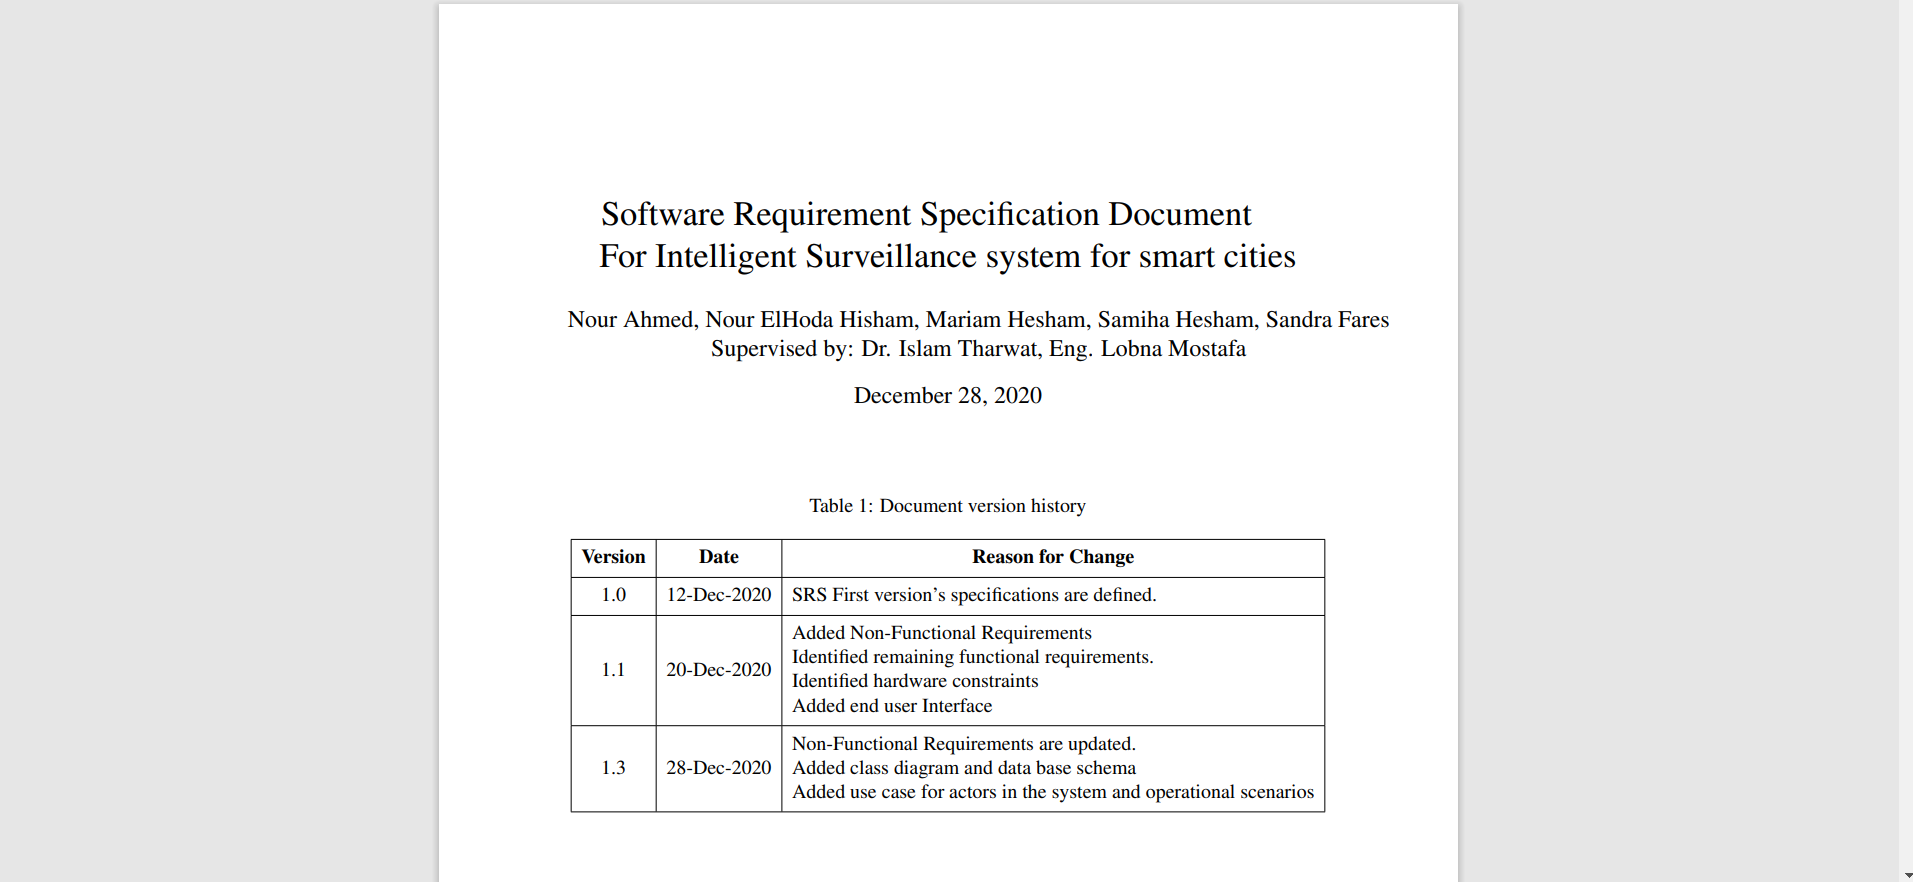 Software Requirement Specification Document
For Intelligent Surveillance system for smart cities
Nour Ahmed, Nour ElHoda Hisham, Mariam Hesham, Samiha Hesham, Sandra Fares
Supervised by: Dr. Islam Tharwat, Eng. Lobna Mostafa
December 28, 2020
Table 1: Document version history
Version Date Reason for Change
1.0 12-Dec-2020 SRS First version's specifications are defined.
1.1 20-Dec-2020 Added Non-Functional Requirements
Identified remaining functional requirements.
Identified hardware constraints
Added end user Interface
1.3 28-Dec-2020 Non-Functional Requirements are updated.
Added class diagram and data base schema
Added use case for actors in the system and operational scenarios